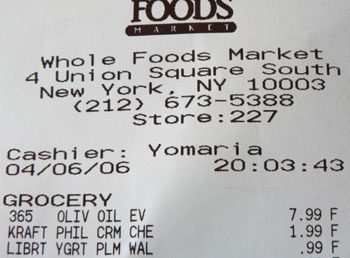 FOODS
MARKET
Whole Foods Market
4 Union Square South
New York, NY 10003
(212) 673-5388
Store:227
Cashier: Yomaria
04/06/06 20:03:43
GROCERY
365 OLIV OIL EV 7.99 F
KRAFT PHIL CRM CHE 1.99 F
LIBRT YGRT PLM WAL .99 F